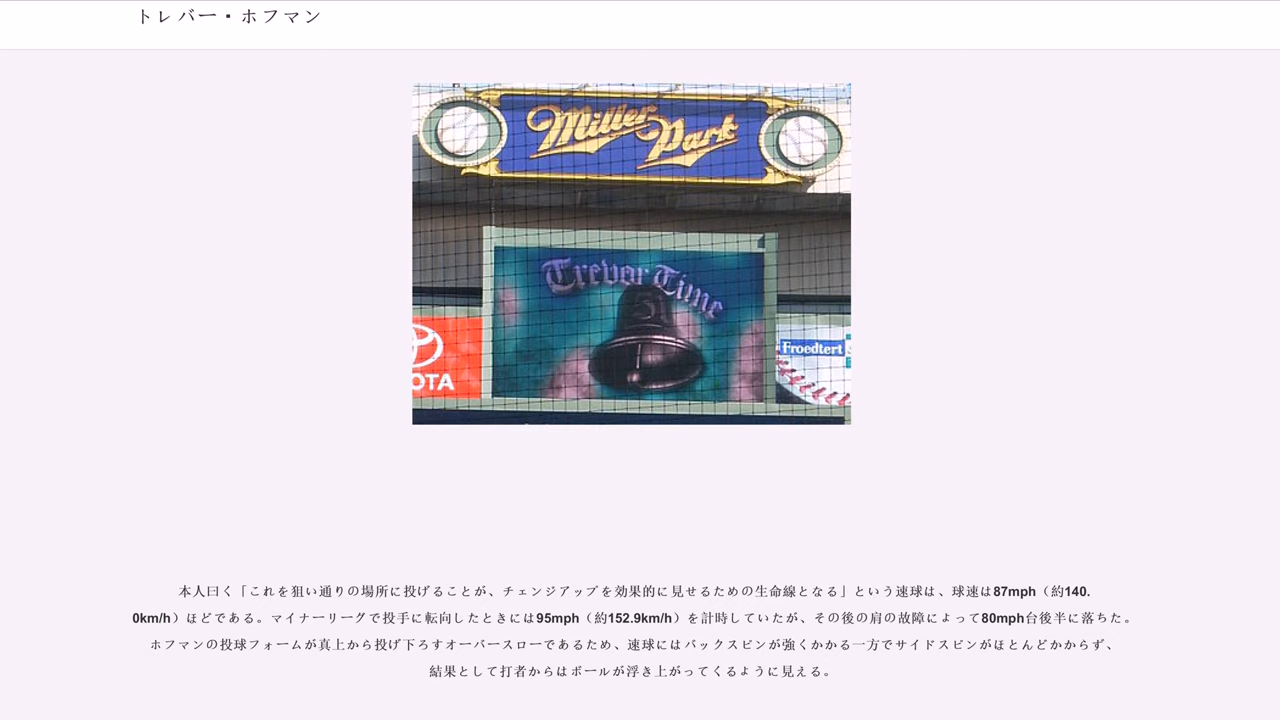 トレバー・ホフマン
Miller Park
Trevor Time
51
OTA
Froedtert
本人曰く「これを狙い通りの場所に投げることが、チェンジアップを効果的に見せるための生命線となる」という速球は、球速は87mph（約140.
0km/h）ほどである。マイナーリーグで投手に転向したときには95mph（約152.9km/h）を計時していたが、その後の肩の故障によって80mph台後半に落ちた。
ホフマンの投球フォームが真上から投げ下ろすオーバースローであるため、速球にはバックスピンが強くかかる一方でサイドスピンがほとんどかからず、
結果として打者からはボールが浮き上がってくるように見える。